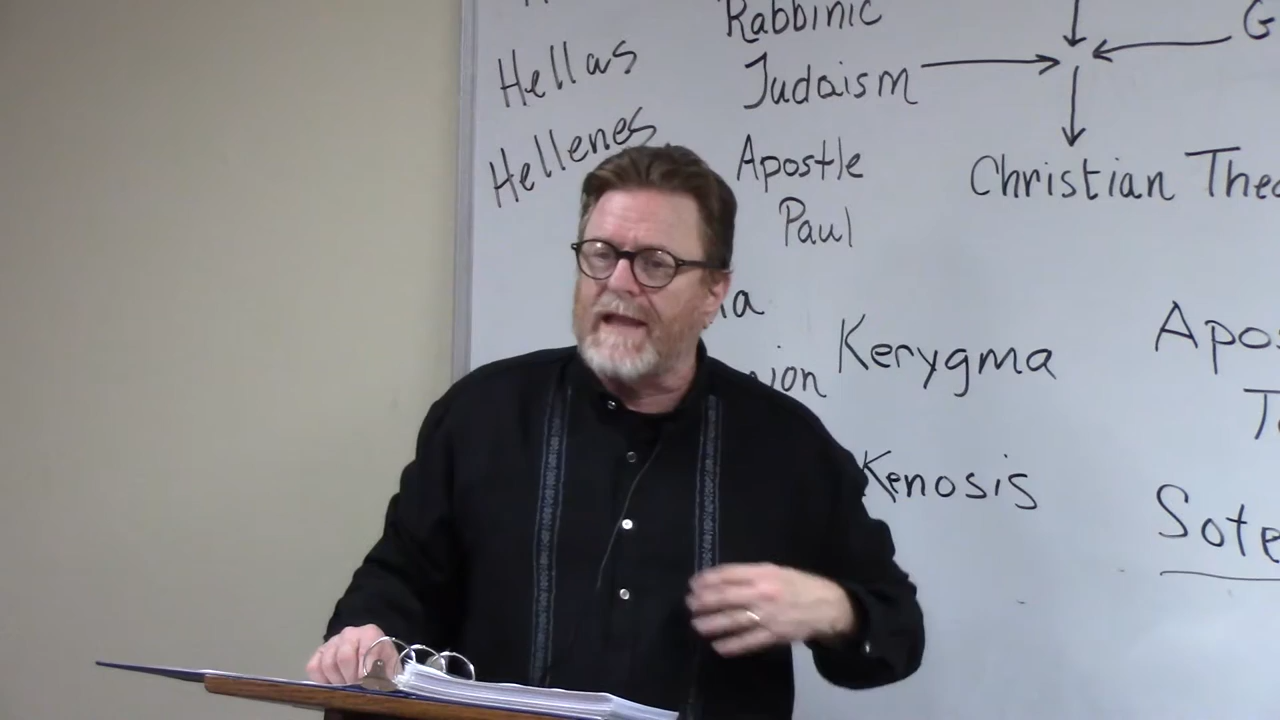 Hellas
Hellenes
Rabbinic
Judaism
Apostle
Paul
Christian
Kerygma
Kenosis
G